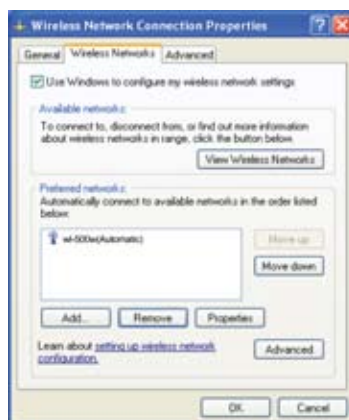 Wireless Network Connection Properties
General Wireless Networks Advanced
Use Windows to configure my wireless network settings
Available networks:
To connect to, disconnect from, or find out more information
about wireless networks in range, click the button below.
View Wireless Networks
Preferred networks:
Automatically connect to available networks in the order listed
below:
wl-500w(Automatic)
Move up
Move down
Add... Remove Properties
Learn about setting up wireless network
configuration.
Advanced
OK Cancel